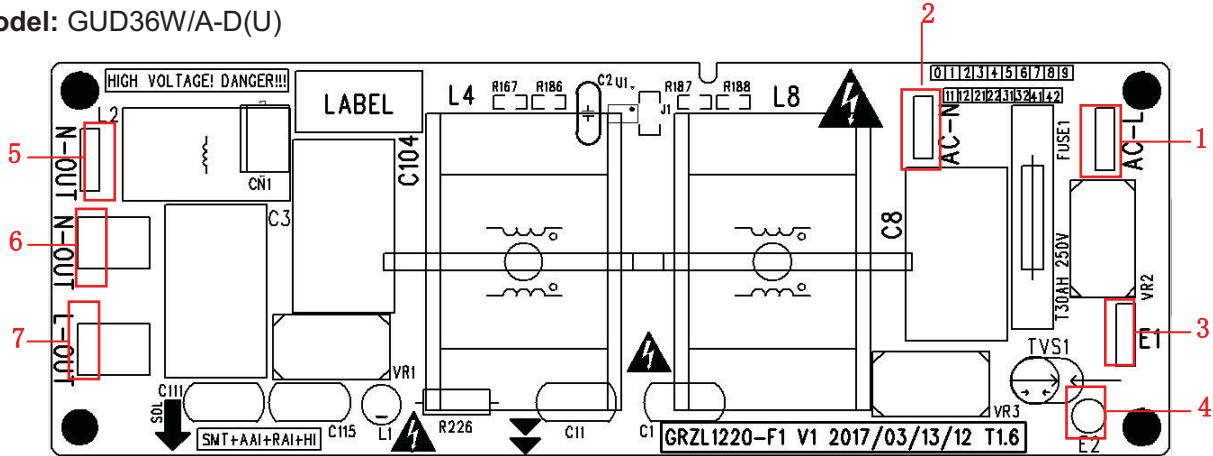 odel: GUD36W/A-D(U)
2
HIGH VOLTAGE! DANGER!!!
LABEL
L4
R167
R186
C2
U1
J1
R187
R188
L8
0 1 2 3 4 5 6 7 8 9
11 12 21 22 31 32 41 42
L2
N-OUT
5
CN1
C104
AC-N
FUSE1
AC-L
1
N-OUT
6
C3
C8
T30AH 250V
VR2
L-OUT
7
VR1
E1
3
TVS1
C111
SOL
C115
L1
R226
C11
C1
VR3
4
E2
SMT+AAI+RAI+HI
GRZL1220-F1 V1 2017/03/13/12 T1.6